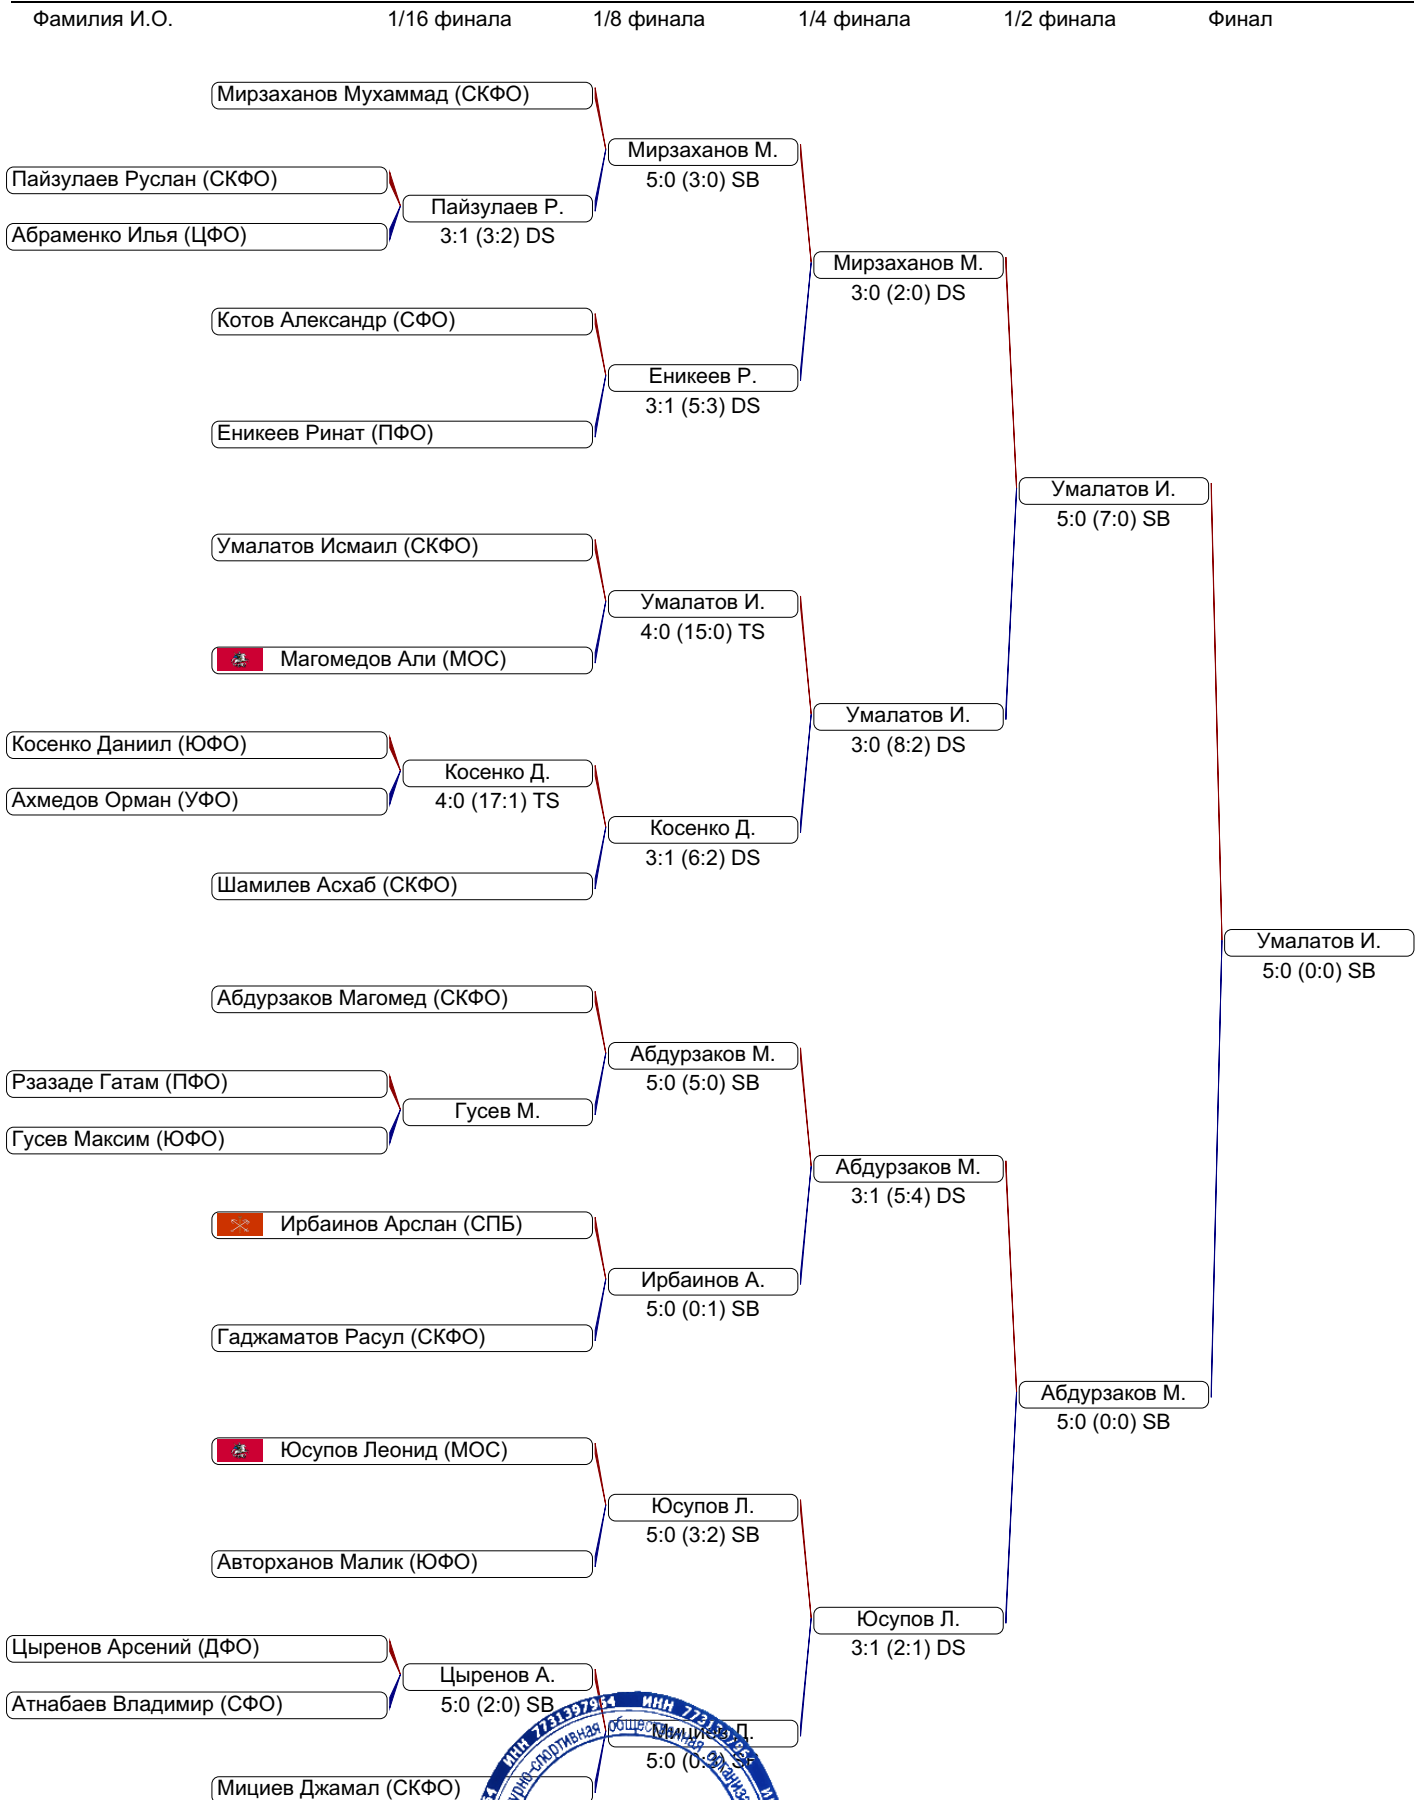 Фамилия И.О. 1/16 финала 1/8 финала 1/4 финала 1/2 финала Финал
Мирзаханов Мухаммад (СКФО)
Мирзаханов М.
5:0 (3:0) SB
Пайзулаев Руслан (СКФО)
Пайзулаев Р.
3:1 (3:2) DS
Абраменко Илья (ЦФО)
Мирзаханов М.
3:0 (2:0) DS
Котов Александр (СФО)
Еникеев Р.
3:1 (5:3) DS
Еникеев Ринат (ПФО)
Умалатов И.
5:0 (7:0) SB
Умалатов Исмаил (СКФО)
Умалатов И.
4:0 (15:0) TS
Магомедов Али (МОС)
Умалатов И.
3:0 (8:2) DS
Косенко Даниил (ЮФО)
Косенко Д.
4:0 (17:1) TS
Ахмедов Орман (УФО)
Косенко Д.
3:1 (6:2) DS
Шамилев Асхаб (СКФО)
Умалатов И.
5:0 (0:0) SB
Абдурзаков Магомед (СКФО)
Абдурзаков М.
5:0 (5:0) SB
Рзазаде Гатам (ПФО)
Гусев М.
Гусев Максим (ЮФО)
Абдурзаков М.
3:1 (5:4) DS
Ирбаинов Арслан (СПБ)
Ирбаинов А.
5:0 (0:1) SB
Гаджаматов Расул (СКФО)
Абдурзаков М.
5:0 (0:0) SB
Юсупов Леонид (МОС)
Юсупов Л.
5:0 (3:2) SB
Авторханов Малик (ЮФО)
Юсупов Л.
3:1 (2:1) DS
Цыренов Арсений (ДФО)
Цыренов А.
5:0 (2:0) SB
Атнабаев Владимир (СФО)
Мициев Д.
5:0
Мициев Джамал (СКФО)
ИНН 7731397954 ИНН
общественная